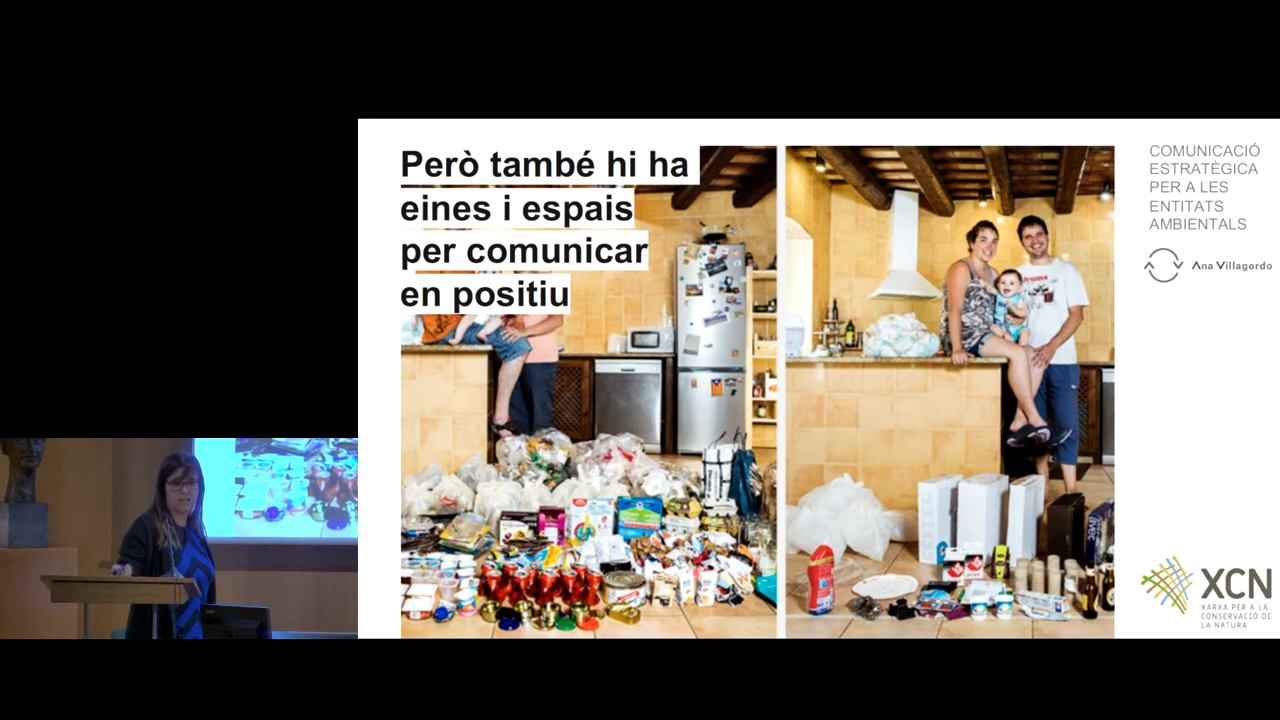 Però també hi ha
eines i espais
per comunicar
en positiu
COMUNICACIÓ
ESTRATÈGICA
PER A LES
ENTITATS
AMBIENTALS
Ana Villagordo
XCN
XARXA PER A LA
CONSERVACIÓ DE
LA NATURA
drums